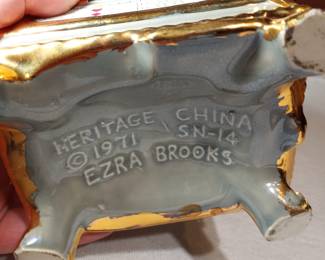 HERITAGE CHINA
© 1971 SN-14
EZRA BROOKS